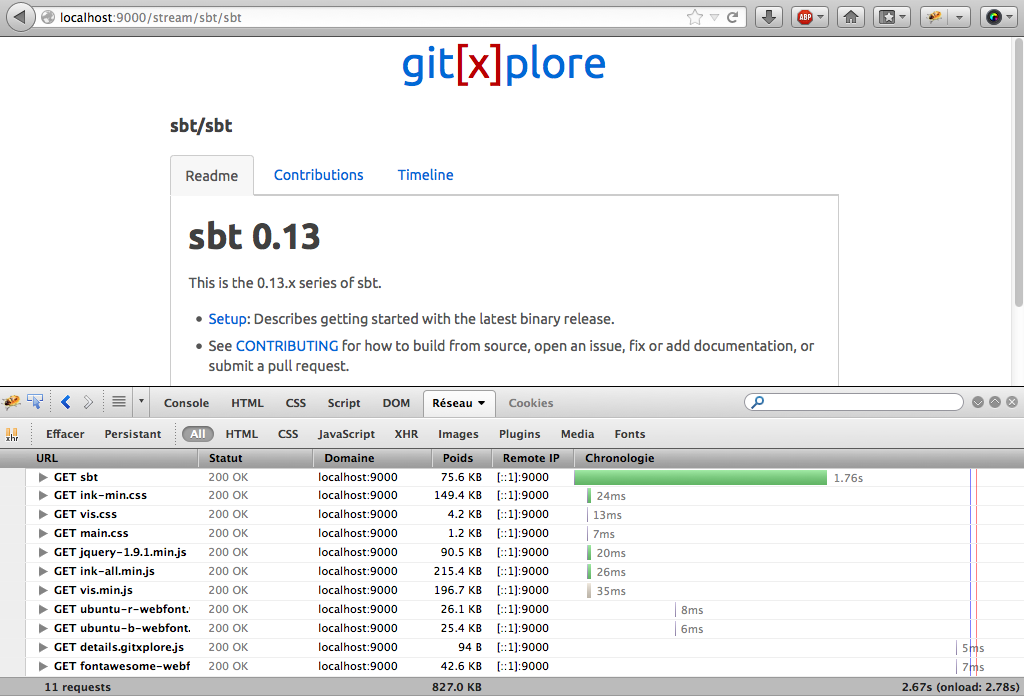 localhost:9000/stream/sbt/sbt
ABP
git[x]plore
sbt/sbt
Readme Contributions Timeline
sbt 0.13
This is the 0.13.x series of sbt.
• Setup: Describes getting started with the latest binary release.
• See CONTRIBUTING for how to build from source, open an issue, fix or add documentation, or
submit a pull request.
Console HTML CSS Script DOM Réseau Cookies
xhr Effacer Persistant All HTML CSS JavaScript XHR Images Plugins Media Fonts
URL Statut Domaine Poids Remote IP Chronologie
GET sbt 200 OK localhost:9000 75.6 KB [::1]:9000 1.76s
GET ink-min.css 200 OK localhost:9000 149.4 KB [::1]:9000 24ms
GET vis.css 200 OK localhost:9000 4.2 KB [::1]:9000 13ms
GET main.css 200 OK localhost:9000 1.2 KB [::1]:9000 7ms
GET jquery-1.9.1.min.js 200 OK localhost:9000 90.5 KB [::1]:9000 20ms
GET ink-all.min.js 200 OK localhost:9000 215.4 KB [::1]:9000 26ms
GET vis.min.js 200 OK localhost:9000 196.7 KB [::1]:9000 35ms
GET ubuntu-r-webfont. 200 OK localhost:9000 26.1 KB [::1]:9000 8ms
GET ubuntu-b-webfont. 200 OK localhost:9000 25.4 KB [::1]:9000 6ms
GET details.gitxplore.js 200 OK localhost:9000 94 B [::1]:9000 5ms
GET fontawesome-webf 200 OK localhost:9000 42.6 KB [::1]:9000 7ms
11 requests 827.0 KB 2.67s (onload: 2.78s)